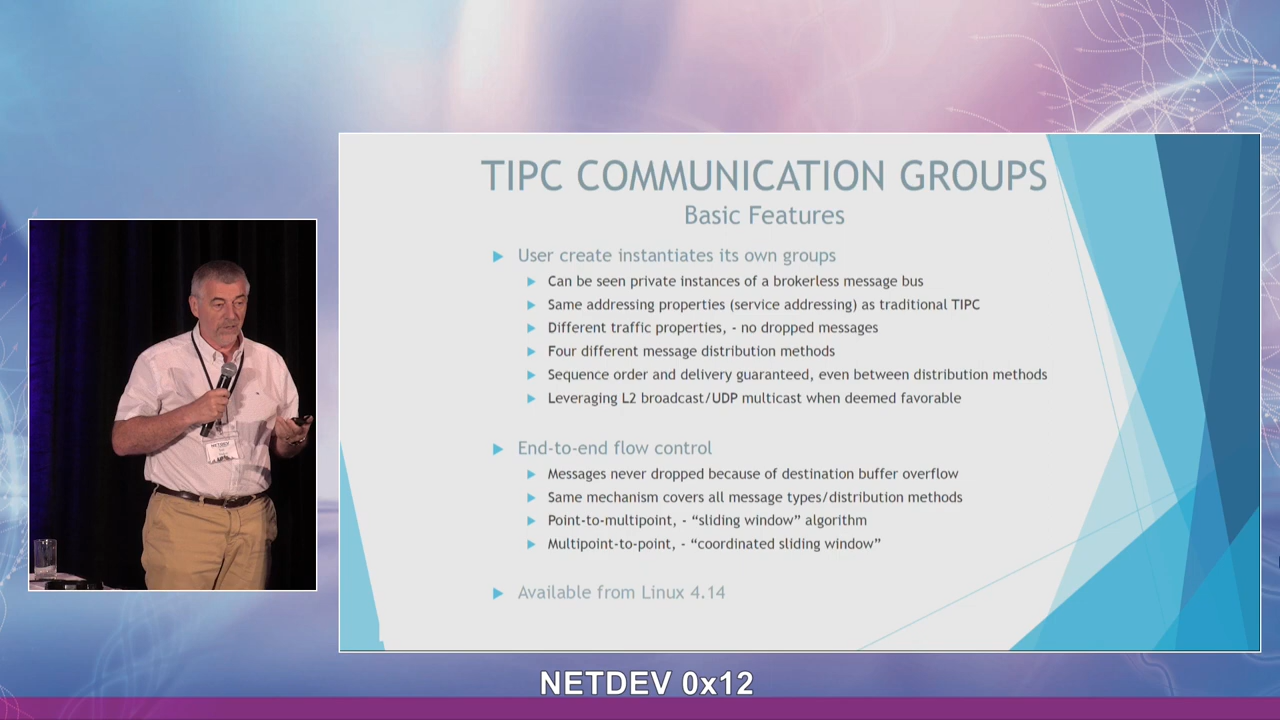 TIPC COMMUNICATION GROUPS
Basic Features
User create instantiates its own groups
Can be seen private instances of a brokerless message bus
Same addressing properties (service addressing) as traditional TIPC
Different traffic properties, - no dropped messages
Four different message distribution methods
Sequence order and delivery guaranteed, even between distribution methods
Leveraging L2 broadcast/UDP multicast when deemed favorable
End-to-end flow control
Messages never dropped because of destination buffer overflow
Same mechanism covers all message types/distribution methods
Point-to-multipoint, - “sliding window” algorithm
Multipoint-to-point, - “coordinated sliding window”
Available from Linux 4.14
NETDEV
NETDEV 0x12